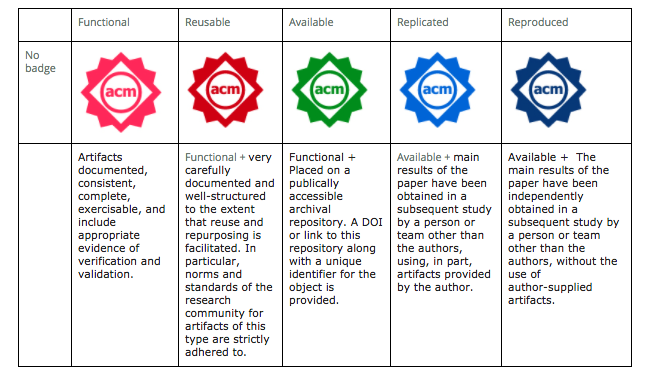 Functional
Reusable
Available
Replicated
Reproduced
No
badge
acm
acm
acm
acm
acm
Artifacts
documented,
consistent,
complete,
exercisable, and
include
appropriate
evidence of
verification and
validation.
Functional + very
carefully
documented and
well-structured
to the extent
that reuse and
repurposing is
facilitated. In
particular,
norms and
standards of the
research
community for
artifacts of this
type are strictly
adhered to.
Functional +
Placed on a
publically
accessible
archival
repository. A DOI
or link to this
repository along
with a unique
identifier for the
object is
provided.
Available + main
results of the
paper have been
obtained in a
subsequent study
by a person or
team other than
the authors,
using, in part,
artifacts provided
by the author.
Available +  The
main results of the
paper have been
independently
obtained in a
subsequent study by
a person or team
other than the
authors, without the
use of
author-supplied
artifacts.